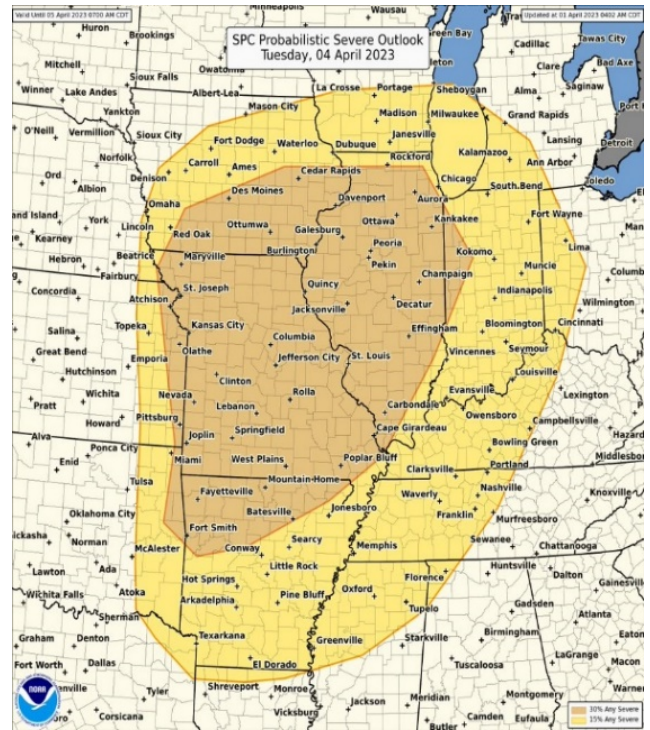 Minneapolis
Wausau
Valid Until 05 April 2023 0700 AM CDT
Updated at 01 April 2023 0402 AM CDT
SPC Probabilistic Severe Outlook
Tuesday, 04 April 2023
Huron
Brookings
Green Bay
Cadillac
Tawas City
Mitchell
Owatonna
Clare
Bad Axe
Sioux Falls
Winner
Lake Andes
Albert-Lea
La Crosse
Portage
Sheboygan
Alma
Saginaw
Yankton
Mason City
Madison
Milwaukee
Grand Rapids
O'Neill
Vermillion
Sioux City
Janesville
Lansing
Detroit
Norfolk
Fort Dodge
Waterloo
Dubuque
Kalamazoo
Ann Arbor
Carroll
Ames
Rockford
Ord
Denison
Cedar Rapids
Chicago
South Bend
Toledo
Albion
Omaha
Des Moines
Davenport
Aurora
York
Lincoln
Red Oak
Ottumwa
Galesburg
Ottawa
Kankakee
Fort Wayne
Kearney
Lima
Hebron
Beatrice
Maryville
Burlington
Peoria
Pekin
Kokomo
Muncie
Fairbury
Concordia
Atchison
St. Joseph
Quincy
Champaign
Indianapolis
Jacksonville
Decatur
Wilmington
Salina
Topeka
Kansas City
Columbia
Effingham
Bloomington
Cincinnati
Great Bend
Emporia
Olathe
Jefferson City
St. Louis
Vincennes
Seymour
Hutchinson
Clinton
Louisville
Wichita
Nevada
Rolla
Evansville
Lexington
Pratt
Howard
Pittsburg
Lebanon
Carbondale
Owensboro
Campbellsville
Alva
Ponca City
Joplin
Springfield
Cape Girardeau
Bowling Green
Enid
Miami
West Plains
Poplar Bluff
Clarksville
Portland
Tulsa
Mountain Home
Waverly
Nashville
Knoxville
Oklahoma City
Fayetteville
Batesville
Jonesboro
Franklin
Murfreesboro
Norman
Fort Smith
Searcy
Sewanee
McAlester
Conway
Memphis
Chattanooga
Lawton
Ada
Little Rock
Huntsville
Dalton
Wichita Falls
Atoka
Hot Springs
Oxford
Florence
Arkadelphia
Pine Bluff
Tupelo
Gadsden
Sherman
Atlanta
Graham
Denton
Texarkana
Greenville
Starkville
Birmingham
Dallas
El Dorado
Tuscaloosa
LaGrange
Macon
Fort Worth
Tyler
Shreveport
Monroe
Jackson
Meridian
Montgomery
Corsicana
Vicksburg
Butler
Camden
Eufaula
NOAA
30% Any Severe
15% Any Severe